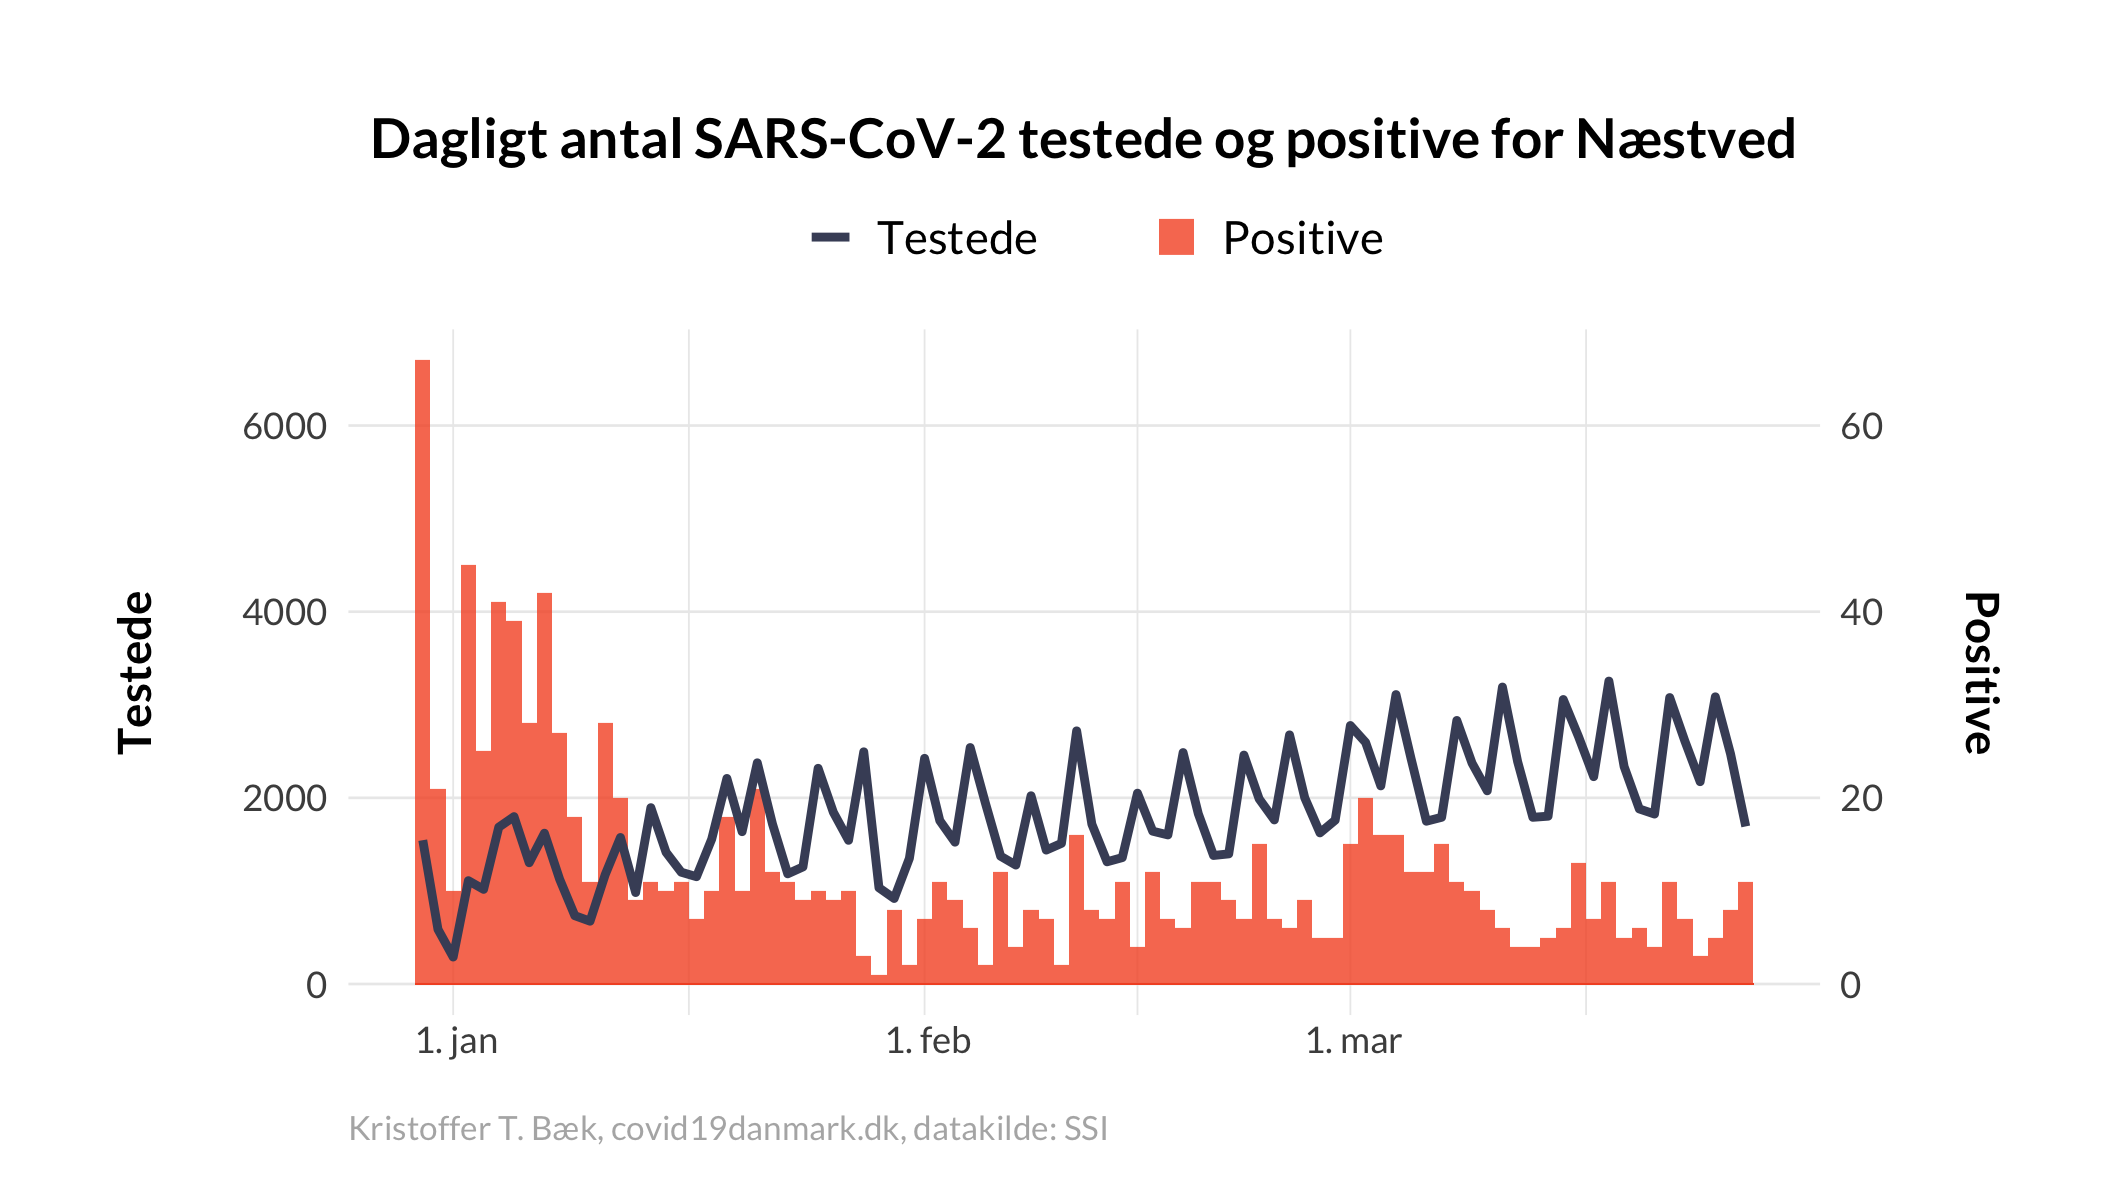 Dagligt antal SARS-CoV-2 testede og positive for Næstved
Testede
Positive
6000
4000
2000
0
60
40
20
0
Testede
Positive
1. jan
1. feb
1. mar
Kristoffer T. Bæk, covid19danmark.dk, datakilde: SSI